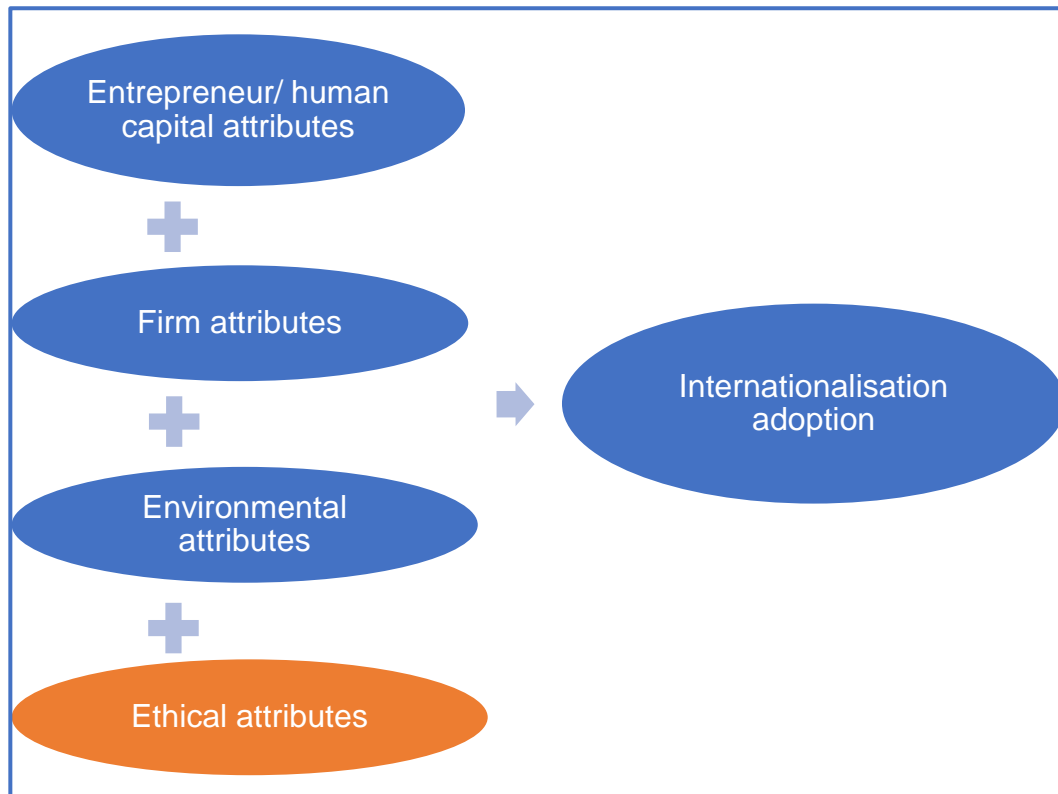 Entrepreneur/ human
capital attributes
Firm attributes
Environmental
attributes
Ethical attributes
Internationalisation
adoption